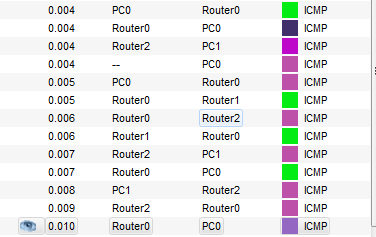 0.004 PC0 Router0 ICMP
0.004 Router0 PC0 ICMP
0.004 Router2 PC1 ICMP
0.004 -- PC0 ICMP
0.005 PC0 Router0 ICMP
0.005 Router0 Router1 ICMP
0.006 Router0 Router2 ICMP
0.006 Router1 Router0 ICMP
0.007 Router2 PC1 ICMP
0.007 Router0 PC0 ICMP
0.008 PC1 Router2 ICMP
0.009 Router2 Router0 ICMP
0.010 Router0 PC0 ICMP